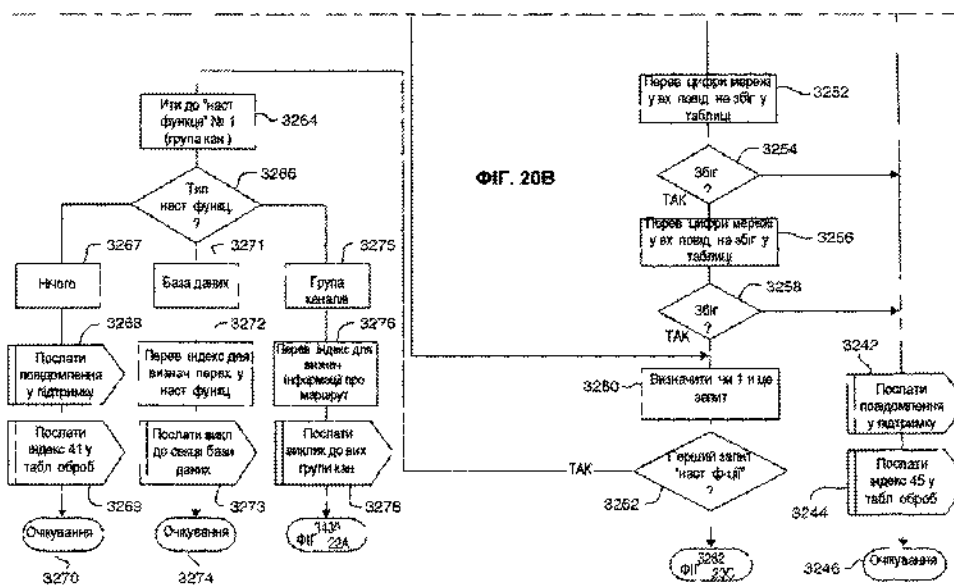 Перев цифри мережі
у вх повід на збіг у
таблиці
3252
Іти до "наст
функція" № 1
(група кан )
3264
3254
Збіг
?
ТАК
ФІГ. 20В
3266
Тип
наст функц
?
Перев цифри мережі
у вх повід на збіг у
таблиці
3256
3267
3271
3275
Нічого
База даних
Група
каналів
3258
Збіг
?
ТАК
3268
3272
3276
3242
Послати
повідомлення
у підтримку
Перев індекс для
визнач перех у
наст функц
Перев індекс для
визнач
інформації про
маршрут
3260
Визначити чи 1 й це
запит
Послати
повідомлення
у підтримку
Послати
індекс 41 у
табл оброб
Послати викл
до секції бази
даних
Послати
виклик до вих
групи кан
ТАК
Перший запит
"наст ф-ції"
?
Послати
індекс 45 у
табл оброб
3269
3273
3278
3262
3244
Очікування
Очікування
ФІГ 22А
3282
ФІГ 20С
Очікування
3270
3274
3246